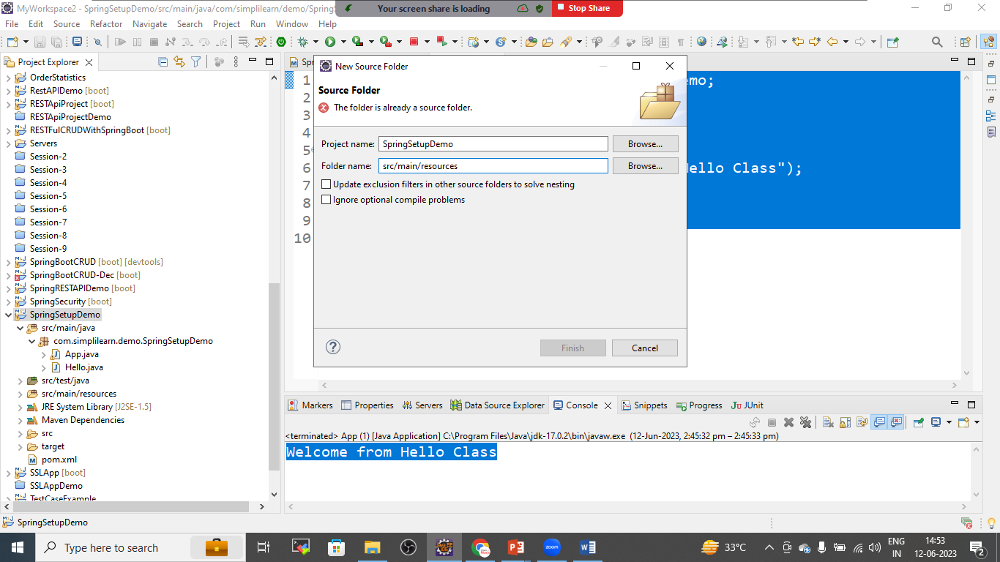 MyWorkspace2 - SpringSetupDemo/src/main/java/com/simplilearn/demo/SpringS
Your screen share is loading
Stop Share
File Edit Source Refactor Navigate Search Project Run Window Help
Project Explorer
OrderStatistics
RestAPIDemo [boot]
RESTApiProject [boot]
RESTApiProjectDemo
RESTFulCRUDWithSpringBoot [boot]
Servers
Session-2
Session-3
Session-4
Session-5
Session-6
Session-7
Session-8
Session-9
SpringBootCRUD [boot] [devtools]
SpringBootCRUD-Dec [boot]
SpringRESTAPIDemo [boot]
SpringSecurity [boot]
SpringSetupDemo
src/main/java
com.simplilearn.demo.SpringSetupDemo
App.java
Hello.java
src/test/java
src/main/resources
JRE System Library [J2SE-1.5]
Maven Dependencies
src
target
pom.xml
SSLApp [boot]
SSLAppDemo
TestCaseExample
Spr
1
2
3
4
5
6
7
8
9
10
emo;
Hello Class");
New Source Folder
Source Folder
The folder is already a source folder.
Project name: SpringSetupDemo Browse...
Folder name: src/main/resources Browse...
Update exclusion filters in other source folders to solve nesting
Ignore optional compile problems
Finish Cancel
Markers Properties Servers Data Source Explorer Console Snippets Progress JUnit
<terminated> App (1) [Java Application] C:\Program Files\Java\jdk-17.0.2\bin\javaw.exe (12-Jun-2023, 2:45:32 pm – 2:45:33 pm)
Welcome from Hello Class
SpringSetupDemo
Type here to search
zoom
33°C
ENG
IN
14:53
12-06-2023
2